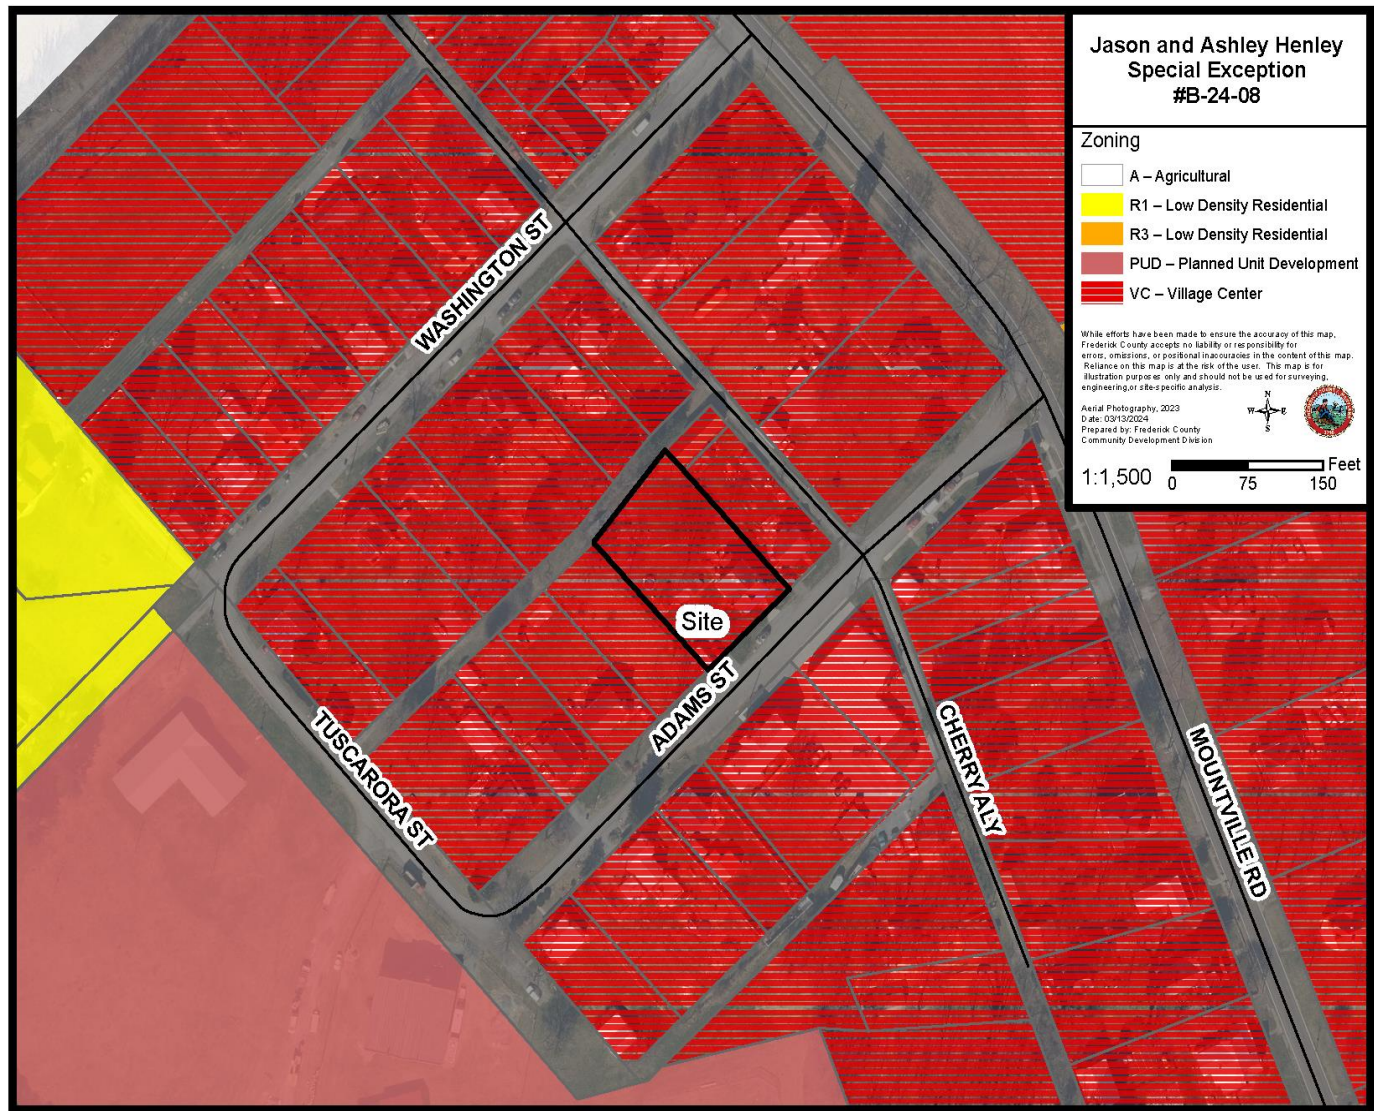 Jason and Ashley Henley
Special Exception
#B-24-08
Zoning
A – Agricultural
R1 – Low Density Residential
R3 – Low Density Residential
PUD – Planned Unit Development
VC – Village Center
While efforts have been made to ensure the accuracy of this map,
Frederick County accepts no liability or responsibility for
errors, omissions, or positional inaccuracies in the content of this map.
Reliance on this map is at the risk of the user. This map is for
illustration purposes only and should not be used for surveying,
engineering,or site-specific analysis.
Aerial Photography, 2023
Date: 03/13/2024
Prepared by: Frederick County
Community Development Division
N
W E
S
1:1,500
Feet
0 75 150
WASHINGTON ST
Site
ADAMS ST
TUSCARORA ST
CHERRY ALY
MOUNTVILLE RD